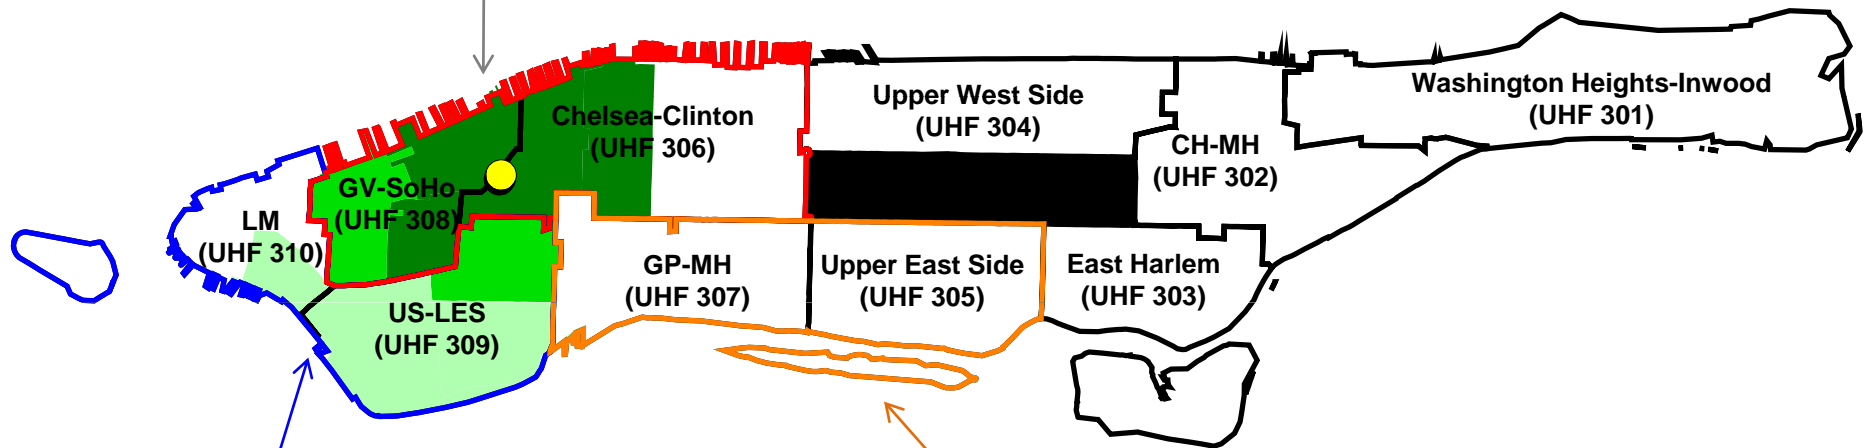 Washington Heights-Inwood
(UHF 301)
Upper West Side
(UHF 304)
Chelsea-Clinton
(UHF 306)
CH-MH
(UHF 302)
GV-SoHo
(UHF 308)
LM
(UHF 310)
GP-MH
(UHF 307)
Upper East Side
(UHF 305)
East Harlem
(UHF 303)
US-LES
(UHF 309)